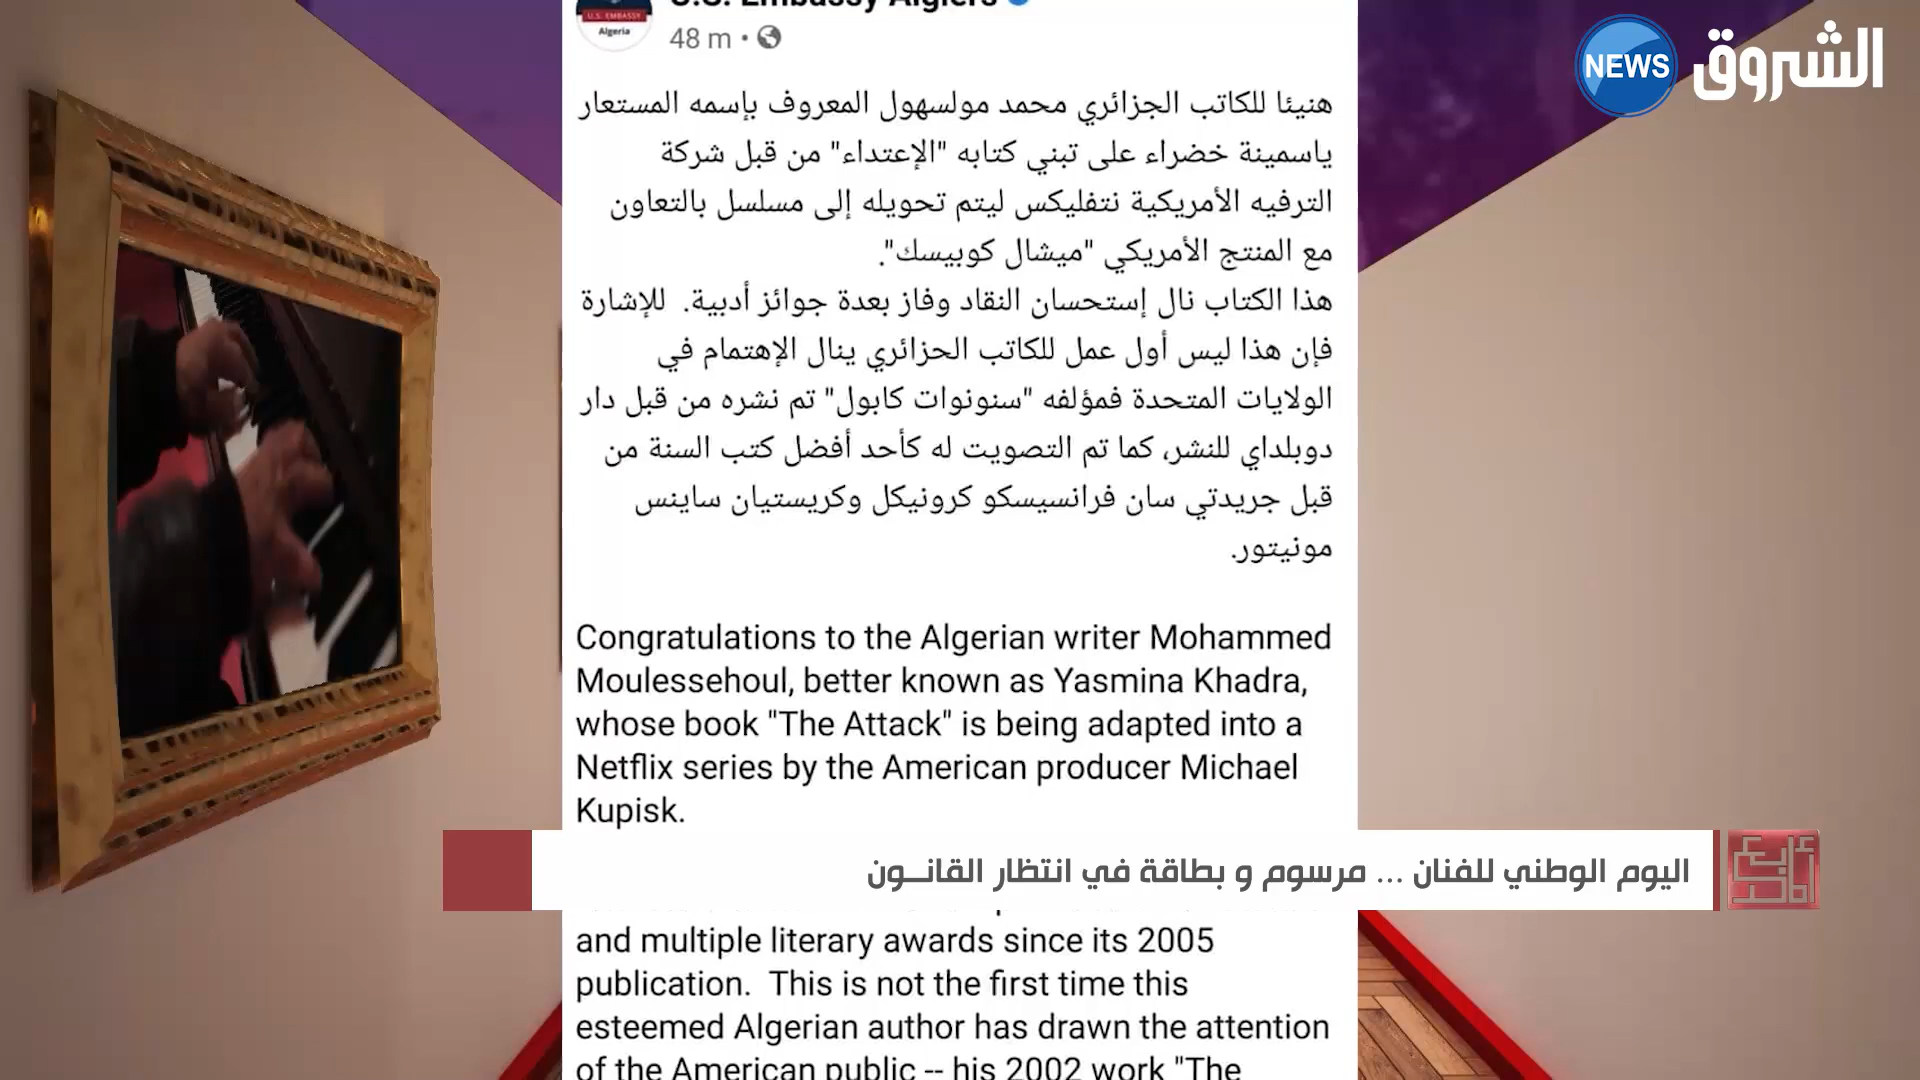 U.S. Embassy Algiers
U.S. EMBASSY
Algeria
48 m
NEWS الشروق
هنيئا للكاتب الجزائري محمد مولسهول المعروف بإسمه المستعار
ياسمينة خضراء على تبني كتابه "الإعتداء" من قبل شركة
الترفيه الأمريكية نتفليكس ليتم تحويله إلى مسلسل بالتعاون
مع المنتج الأمريكي "ميشال كوبيسك".
هذا الكتاب نال إستحسان النقاد وفاز بعدة جوائز أدبية. للإشارة
فإن هذا ليس أول عمل للكاتب الحزائري ينال الإهتمام في
الولايات المتحدة فمؤلفه "سنونوات كابول" تم نشره من قبل دار
دوبلداي للنشر، كما تم التصويت له كأحد أفضل كتب السنة من
قبل جريدتي سان فرانسيسكو كرونيكل وكريستيان ساينس
مونيتور.
Congratulations to the Algerian writer Mohammed
Moulessehoul, better known as Yasmina Khadra,
whose book "The Attack" is being adapted into a
Netflix series by the American producer Michael
Kupisk.
اليوم الوطني للفنان ... مرسوم و بطاقة في انتظار القانــون
and multiple literary awards since its 2005
publication. This is not the first time this
esteemed Algerian author has drawn the attention
of the American public -- his 2002 work "The